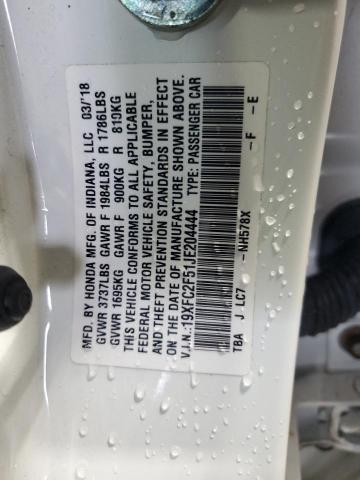 MFD. BY HONDA MFG. OF INDIANA, LLC 03/18
GVWR 3737LBS GAWR F 1984LBS R 1786LBS
GVWR 1695KG GAWR F 900KG R 810KG
THIS VEHICLE CONFORMS TO ALL APPLICABLE
FEDERAL MOTOR VEHICLE SAFETY, BUMPER,
AND THEFT PREVENTION STANDARDS IN EFFECT
ON THE DATE OF MANUFACTURE SHOWN ABOVE.
V.I.N.:19XFC2F51JE204444 TYPE: PASSENGER CAR
TBA J LC7 NH578X F E